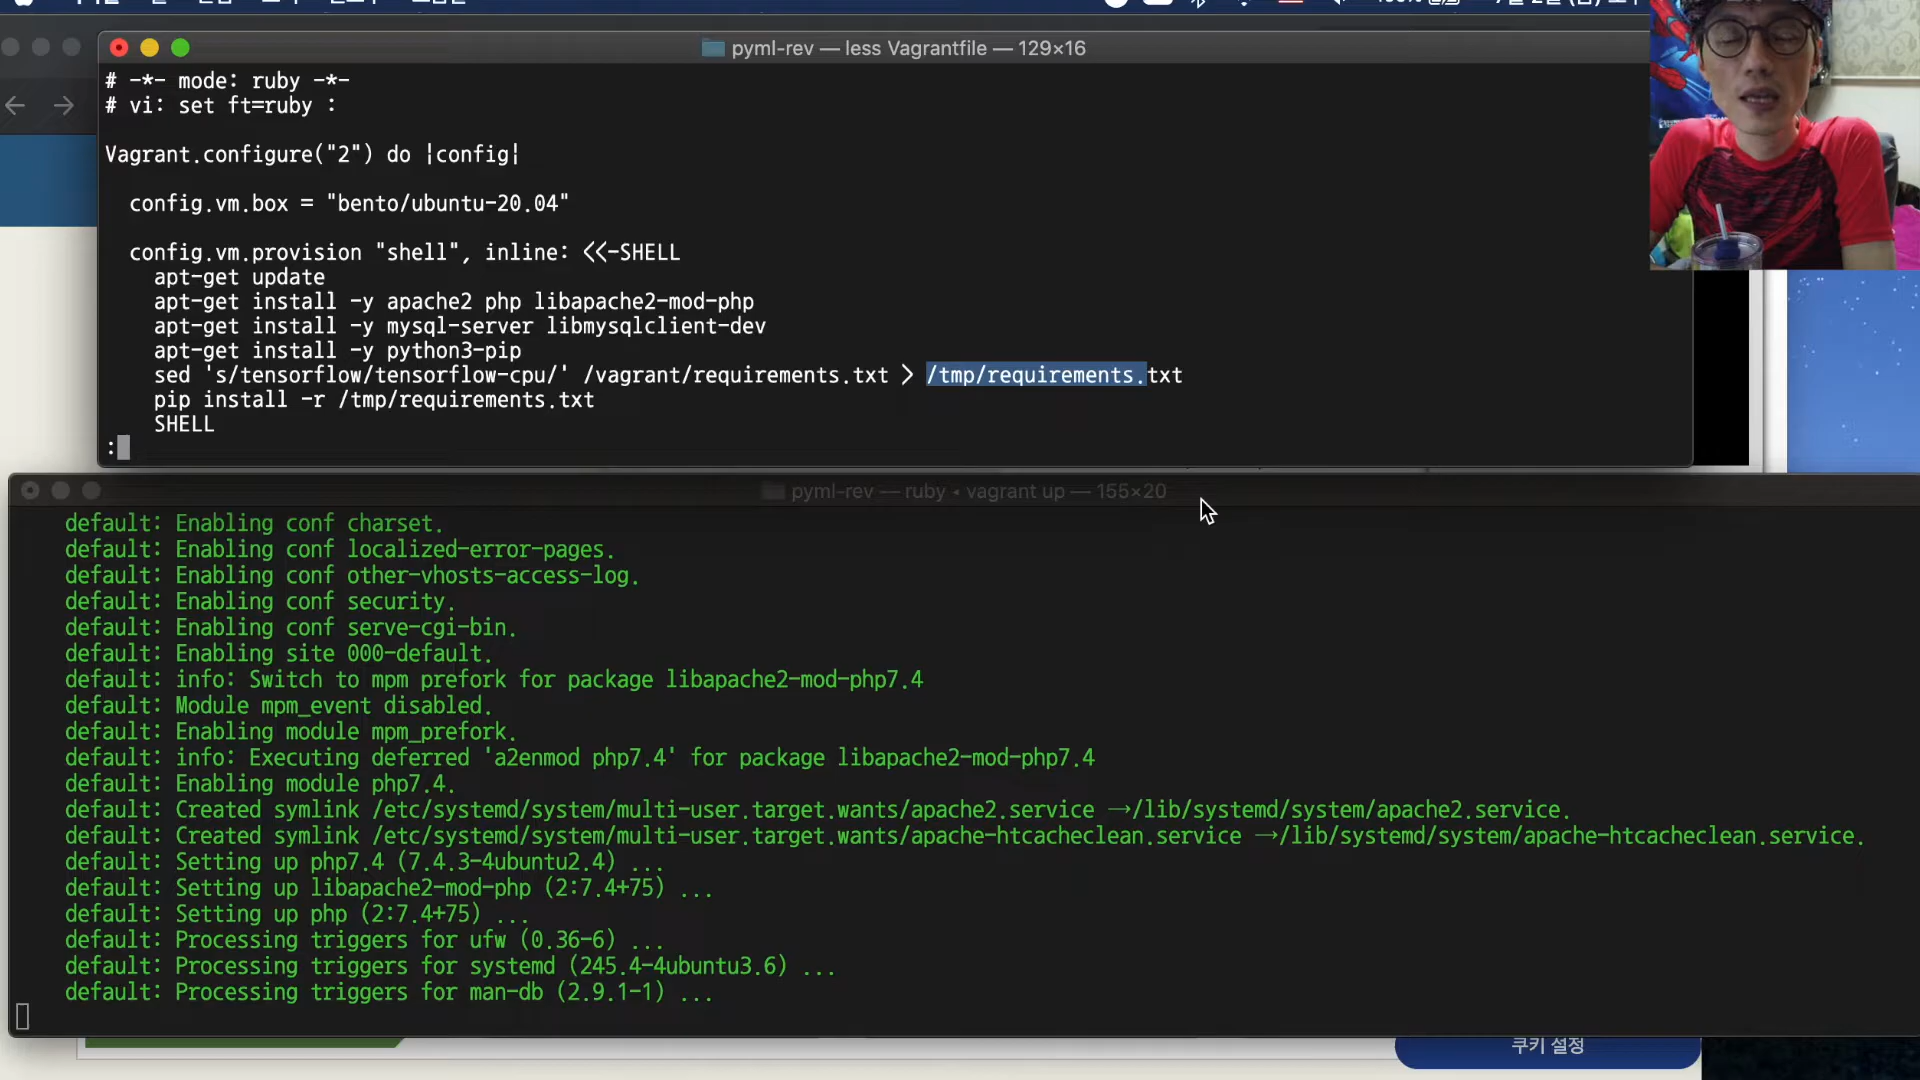 pyml-rev — less Vagrantfile — 129×16
# -*- mode: ruby -*-
# vi: set ft=ruby :
Vagrant.configure("2") do |config|
config.vm.box = "bento/ubuntu-20.04"
config.vm.provision "shell", inline: <<-SHELL
apt-get update
apt-get install -y apache2 php libapache2-mod-php
apt-get install -y mysql-server libmysqlclient-dev
apt-get install -y python3-pip
sed 's/tensorflow/tensorflow-cpu/' /vagrant/requirements.txt > /tmp/requirements.txt
pip install -r /tmp/requirements.txt
SHELL
:
pyml-rev — ruby ◂ vagrant up — 155×20
default: Enabling conf charset.
default: Enabling conf localized-error-pages.
default: Enabling conf other-vhosts-access-log.
default: Enabling conf security.
default: Enabling conf serve-cgi-bin.
default: Enabling site 000-default.
default: info: Switch to mpm prefork for package libapache2-mod-php7.4
default: Module mpm_event disabled.
default: Enabling module mpm_prefork.
default: info: Executing deferred 'a2enmod php7.4' for package libapache2-mod-php7.4
default: Enabling module php7.4.
default: Created symlink /etc/systemd/system/multi-user.target.wants/apache2.service →/lib/systemd/system/apache2.service.
default: Created symlink /etc/systemd/system/multi-user.target.wants/apache-htcacheclean.service →/lib/systemd/system/apache-htcacheclean.service.
default: Setting up php7.4 (7.4.3-4ubuntu2.4) ...
default: Setting up libapache2-mod-php (2:7.4+75) ...
default: Setting up php (2:7.4+75) ...
default: Processing triggers for ufw (0.36-6) ...
default: Processing triggers for systemd (245.4-4ubuntu3.6) ...
default: Processing triggers for man-db (2.9.1-1) ...
쿠키 설정